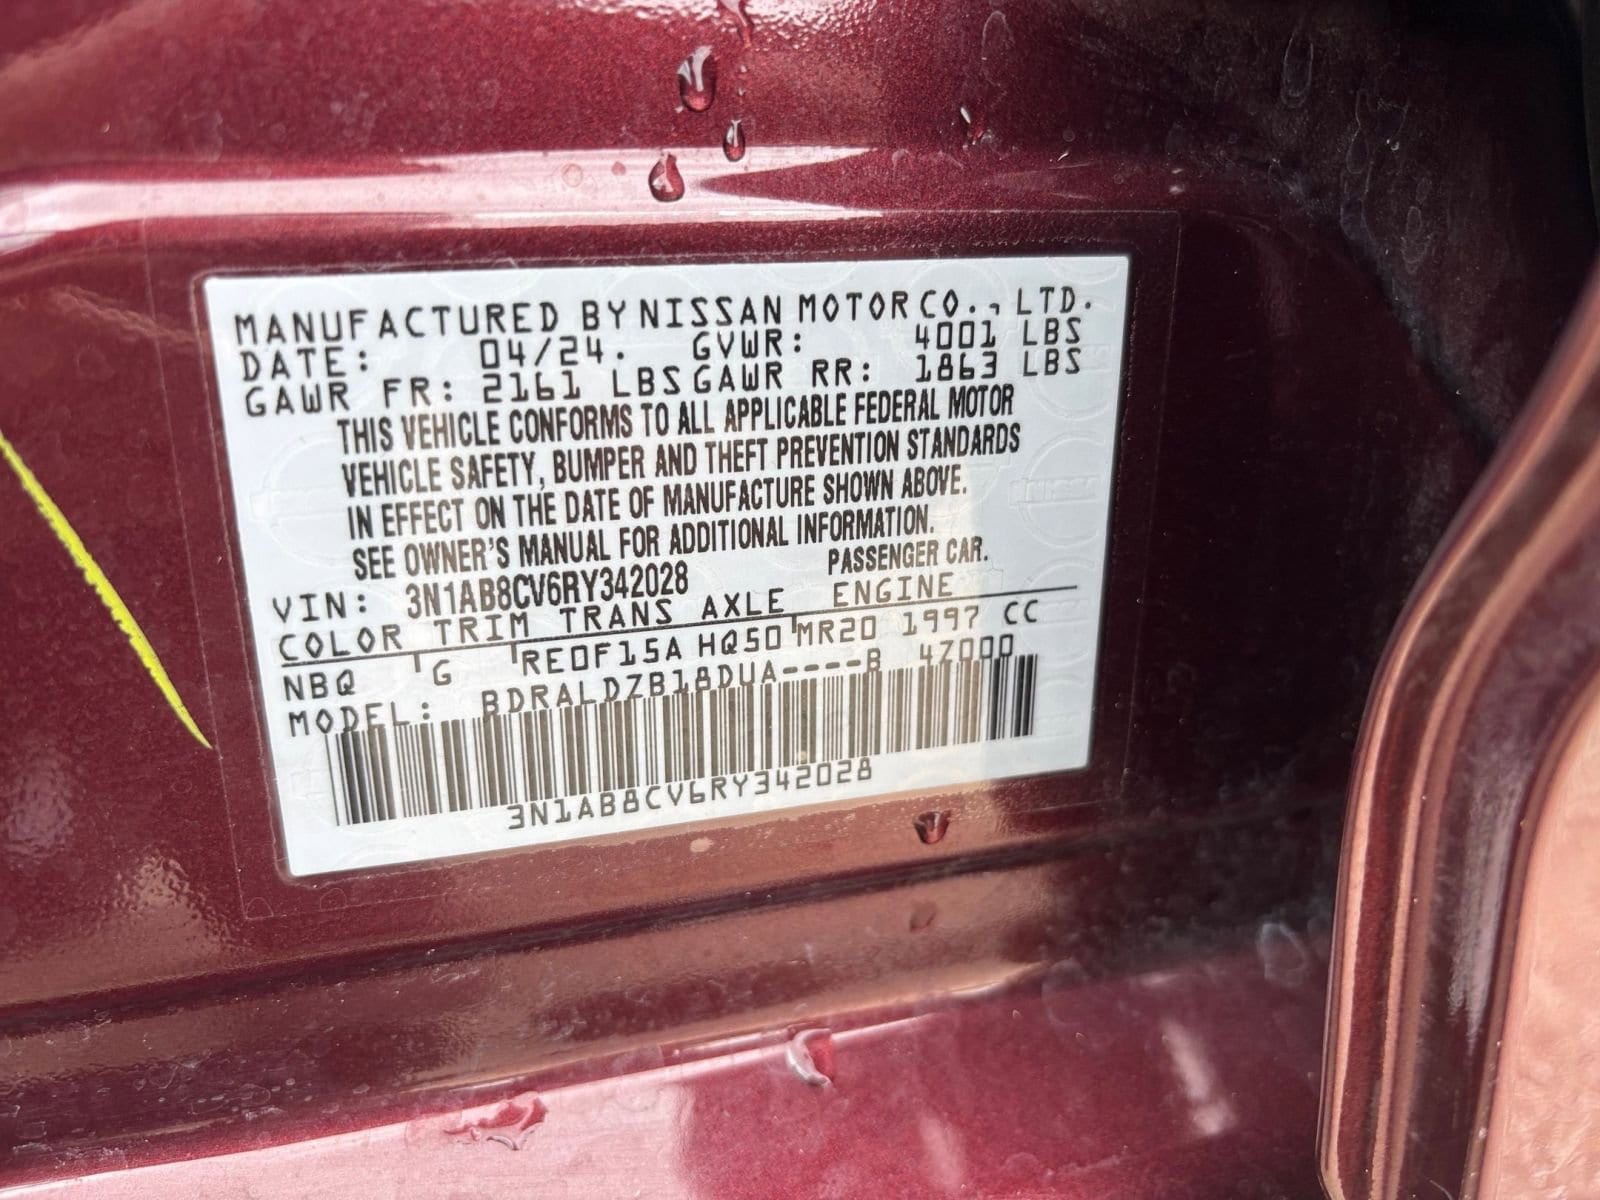 MANUFACTURED BY NISSAN MOTOR CO., LTD.
DATE: 04/24. GVWR: 4001 LBS
GAWR FR: 2161 LBS GAWR RR: 1863 LBS
THIS VEHICLE CONFORMS TO ALL APPLICABLE FEDERAL MOTOR
VEHICLE SAFETY, BUMPER AND THEFT PREVENTION STANDARDS
IN EFFECT ON THE DATE OF MANUFACTURE SHOWN ABOVE.
SEE OWNER'S MANUAL FOR ADDITIONAL INFORMATION.
VIN: 3N1AB8CV6RY342028 PASSENGER CAR.
COLOR TRIM TRANS AXLE ENGINE
NBQ G RE0F15A HQ50 MR20 1997 CC
MODEL: BDRALDZB18DUA----B 47000
3N1AB8CV6RY342028